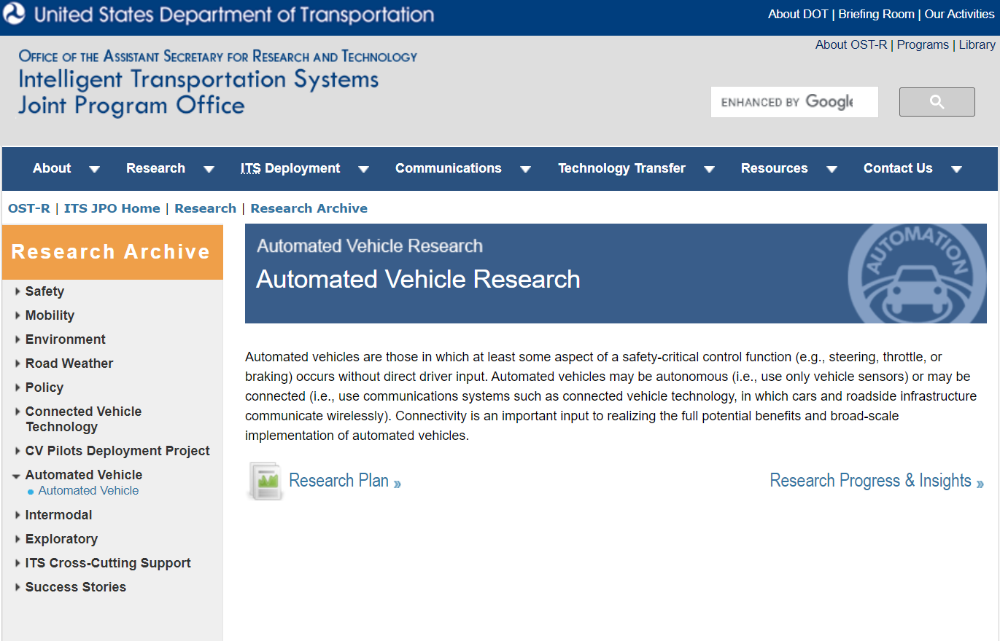 United States Department of Transportation
About DOT | Briefing Room | Our Activities
About OST-R | Programs | Library
Office of the Assistant Secretary for Research and Technology
Intelligent Transportation Systems
Joint Program Office
ENHANCED BY Google
About
Research
ITS Deployment
Communications
Technology Transfer
Resources
Contact Us
OST-R | ITS JPO Home | Research | Research Archive
Research Archive
Safety
Mobility
Environment
Road Weather
Policy
Connected Vehicle
Technology
CV Pilots Deployment Project
Automated Vehicle
Automated Vehicle
Intermodal
Exploratory
ITS Cross-Cutting Support
Success Stories
Automated Vehicle Research
Automated Vehicle Research
AUTOMATION
Automated vehicles are those in which at least some aspect of a safety-critical control function (e.g., steering, throttle, or
braking) occurs without direct driver input. Automated vehicles may be autonomous (i.e., use only vehicle sensors) or may be
connected (i.e., use communications systems such as connected vehicle technology, in which cars and roadside infrastructure
communicate wirelessly). Connectivity is an important input to realizing the full potential benefits and broad-scale
implementation of automated vehicles.
Research Plan »
Research Progress & Insights »